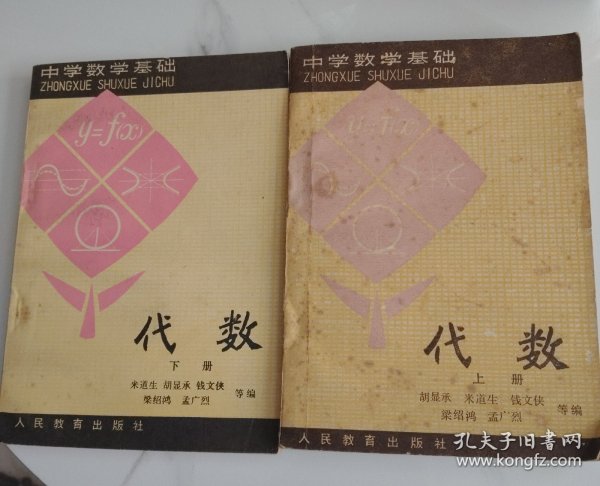 中学数学基础
ZHONGXUE SHUXUE JICHU
y=f(x)
代数
下册
米道生 胡显承 钱文侠
梁绍鸿 孟广烈 等编
人民教育出版社
中学数学基础
ZHONGXUE SHUXUE JICHU
y=f(x)
代数
上册
胡显承 米道生 钱文侠
梁绍鸿 孟广烈 等编
人民教育出版社
孔夫子旧书网
www.kongfz.com